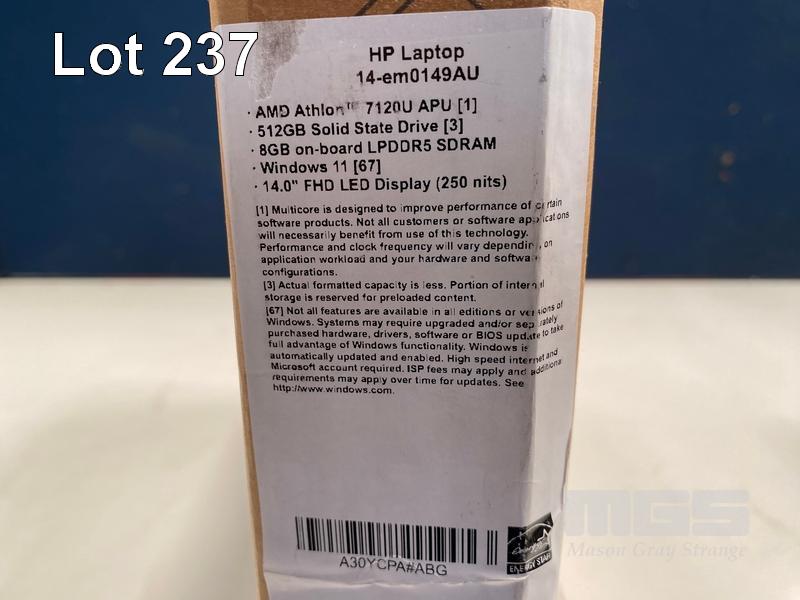 Lot 237
HP Laptop
14-em0149AU
· AMD Athlon™ 7120U APU [1]
· 512GB Solid State Drive [3]
· 8GB on-board LPDDR5 SDRAM
· Windows 11 [67]
· 14.0" FHD LED Display (250 nits)
[1] Multicore is designed to improve performance of certain
software products. Not all customers or software applications
will necessarily benefit from use of this technology.
Performance and clock frequency will vary depending on
application workload and your hardware and software
configurations.
[3] Actual formatted capacity is less. Portion of internal
storage is reserved for preloaded content.
[67] Not all features are available in all editions or versions of
Windows. Systems may require upgraded and/or separately
purchased hardware, drivers, software or BIOS update to take
full advantage of Windows functionality. Windows is
automatically updated and enabled. High speed internet and
Microsoft account required. ISP fees may apply and additional
requirements may apply over time for updates. See
http://www.windows.com.
A30YCPA#ABG
ENERGY STAR
MGS
Mason Gray Strange